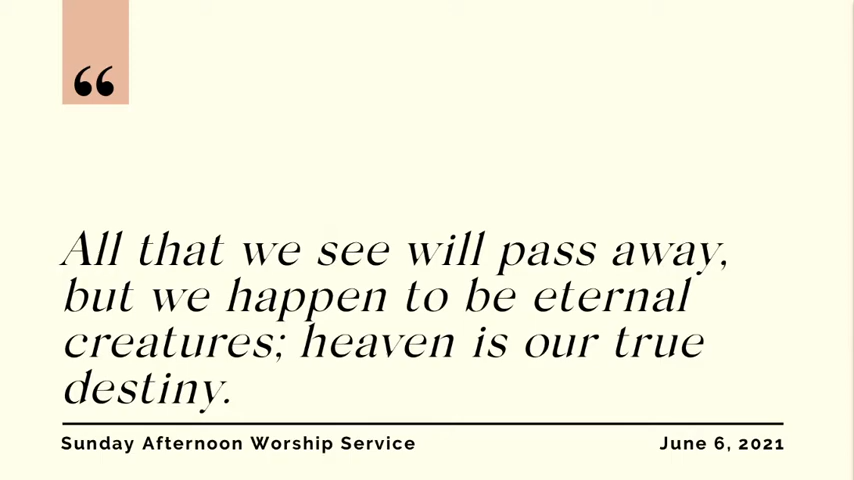 “
All that we see will pass away,
but we happen to be eternal
creatures; heaven is our true
destiny.
Sunday Afternoon Worship Service
June 6, 2021